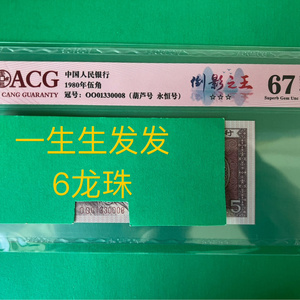 ACG
CANG GUARANTY
中国人民银行
1980年伍角
冠号：OO01330008（葫芦号 永恒号）
倒影之王
☆☆☆
67
Superb Gem Unc
一生生发发
6龙珠
5